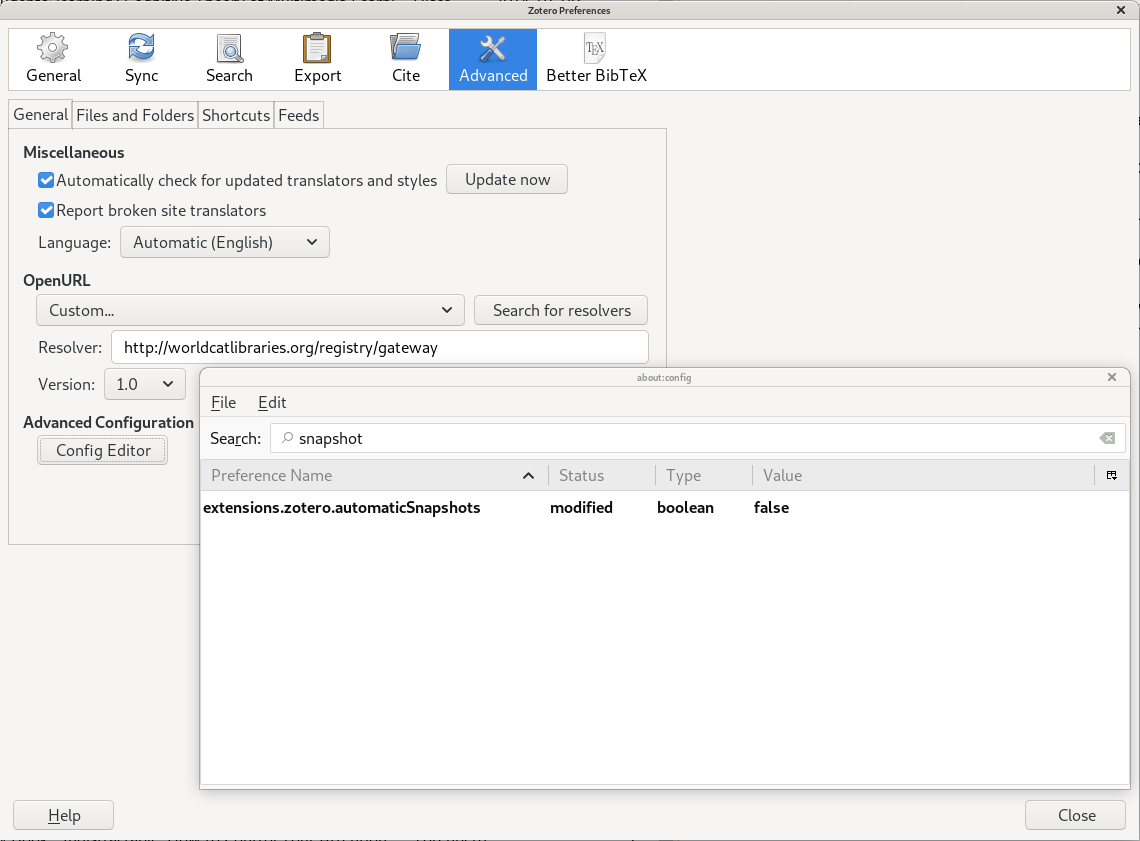 Zotero Preferences
General Sync Search Export Cite Advanced Better BibTeX
General Files and Folders Shortcuts Feeds
Miscellaneous
Automatically check for updated translators and styles Update now
Report broken site translators
Language: Automatic (English)
OpenURL
Custom... Search for resolvers
Resolver: http://worldcatlibraries.org/registry/gateway
Version: 1.0
Advanced Configuration
Config Editor
about:config
File Edit
Search: snapshot
Preference Name Status Type Value
extensions.zotero.automaticSnapshots modified boolean false
Help Close